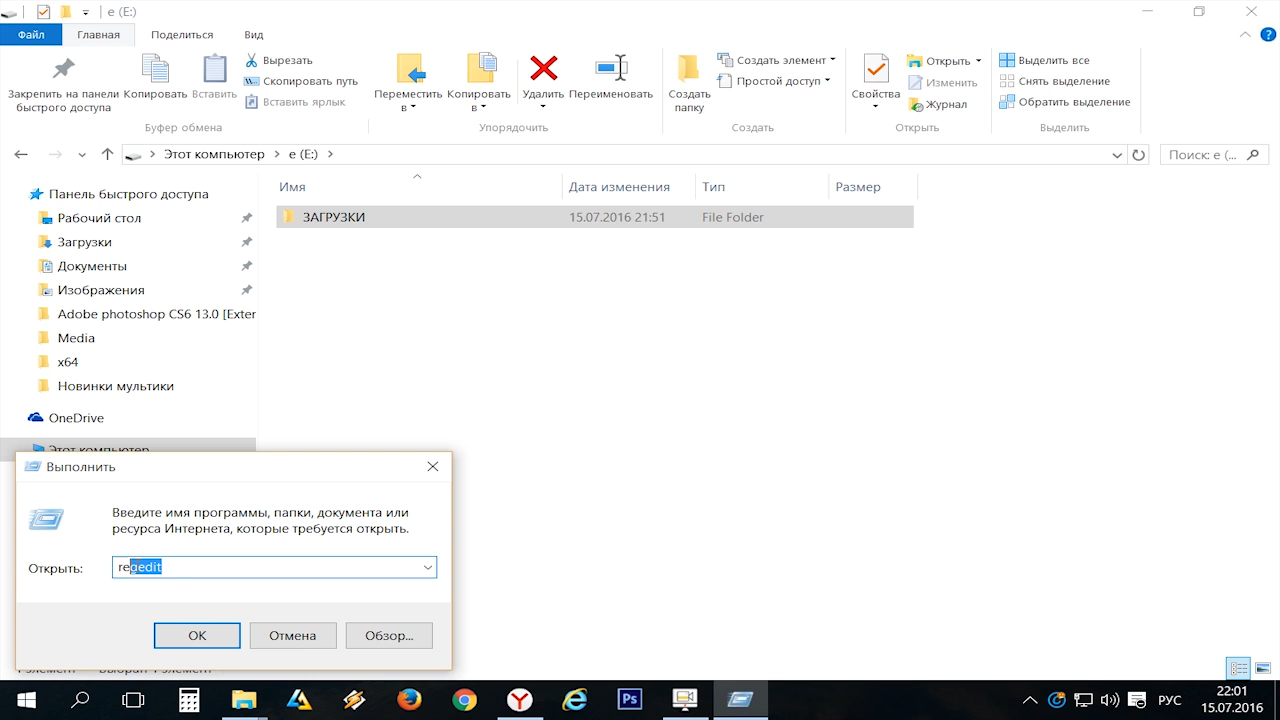 e (E:)
Файл
Главная
Поделиться
Вид
Закрепить на панели
быстрого доступа
Копировать
Вставить
Вырезать
Скопировать путь
Вставить ярлык
Буфер обмена
Переместить
в
Копировать
в
Удалить
Переименовать
Упорядочить
Создать
папку
Создать элемент
Простой доступ
Создать
Свойства
Открыть
Изменить
Журнал
Открыть
Выделить все
Снять выделение
Обратить выделение
Выделить
Этот компьютер > e (E:) >
Поиск: e (...
Имя
Дата изменения
Тип
Размер
ЗАГРУЗКИ
15.07.2016 21:51
File Folder
Панель быстрого доступа
Рабочий стол
Загрузки
Документы
Изображения
Adobe photoshop CS6 13.0 [Exter
Media
x64
Новинки мультики
OneDrive
Этот компьютер
Выполнить
Введите имя программы, папки, документа или
ресурса Интернета, которые требуется открыть.
Открыть:
regedit
OK
Отмена
Обзор...
Ps
РУС
22:01
15.07.2016